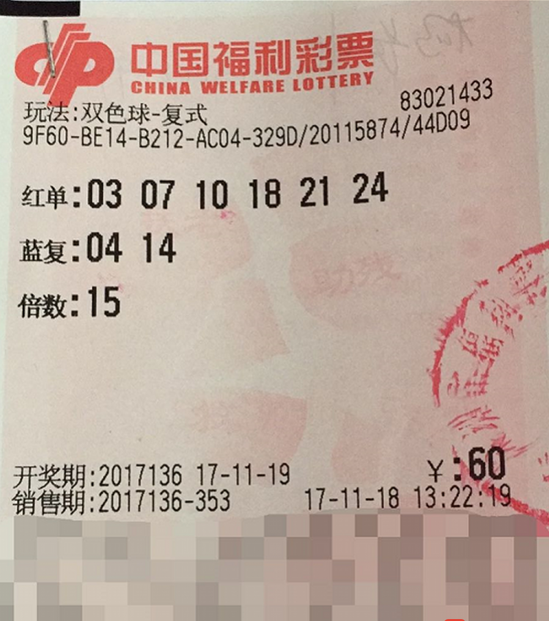 中国福利彩票
CHINA WELFARE LOTTERY
玩法:双色球-复式 83021433
9F60-BE14-B212-AC04-329D/20115874/44D09
红单:03 07 10 18 21 24
蓝复:04 14
倍数:15
助残
开奖期:2017136 17-11-19 ¥:60
销售期:2017136-353 17-11-18 13:22:19